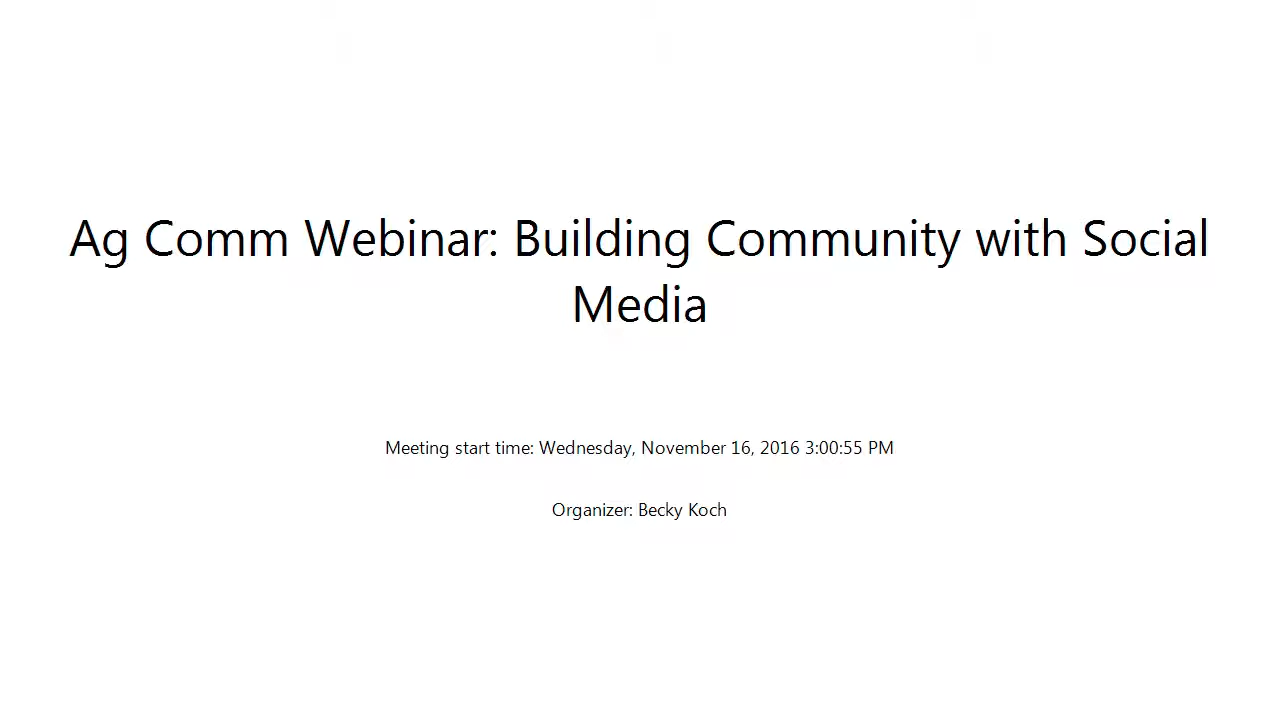 Ag Comm Webinar: Building Community with Social
Media
Meeting start time: Wednesday, November 16, 2016 3:00:55 PM
Organizer: Becky Koch